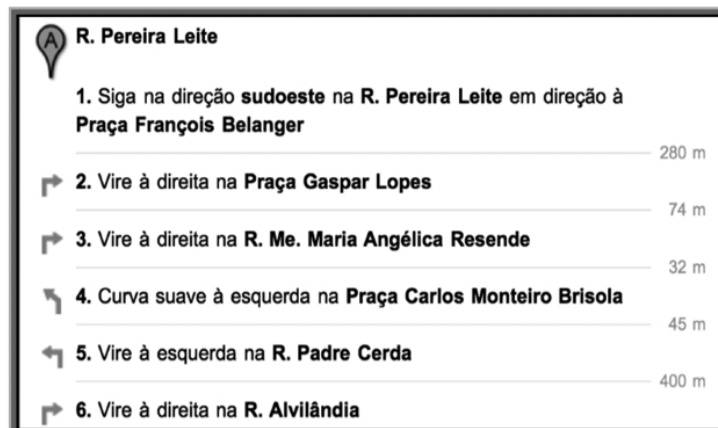 A
R. Pereira Leite
1. Siga na direção sudoeste na R. Pereira Leite em direção à
Praça François Belanger
280 m
2. Vire à direita na Praça Gaspar Lopes
74 m
3. Vire à direita na R. Me. Maria Angélica Resende
32 m
4. Curva suave à esquerda na Praça Carlos Monteiro Brisola
45 m
5. Vire à esquerda na R. Padre Cerda
400 m
6. Vire à direita na R. Alvilândia